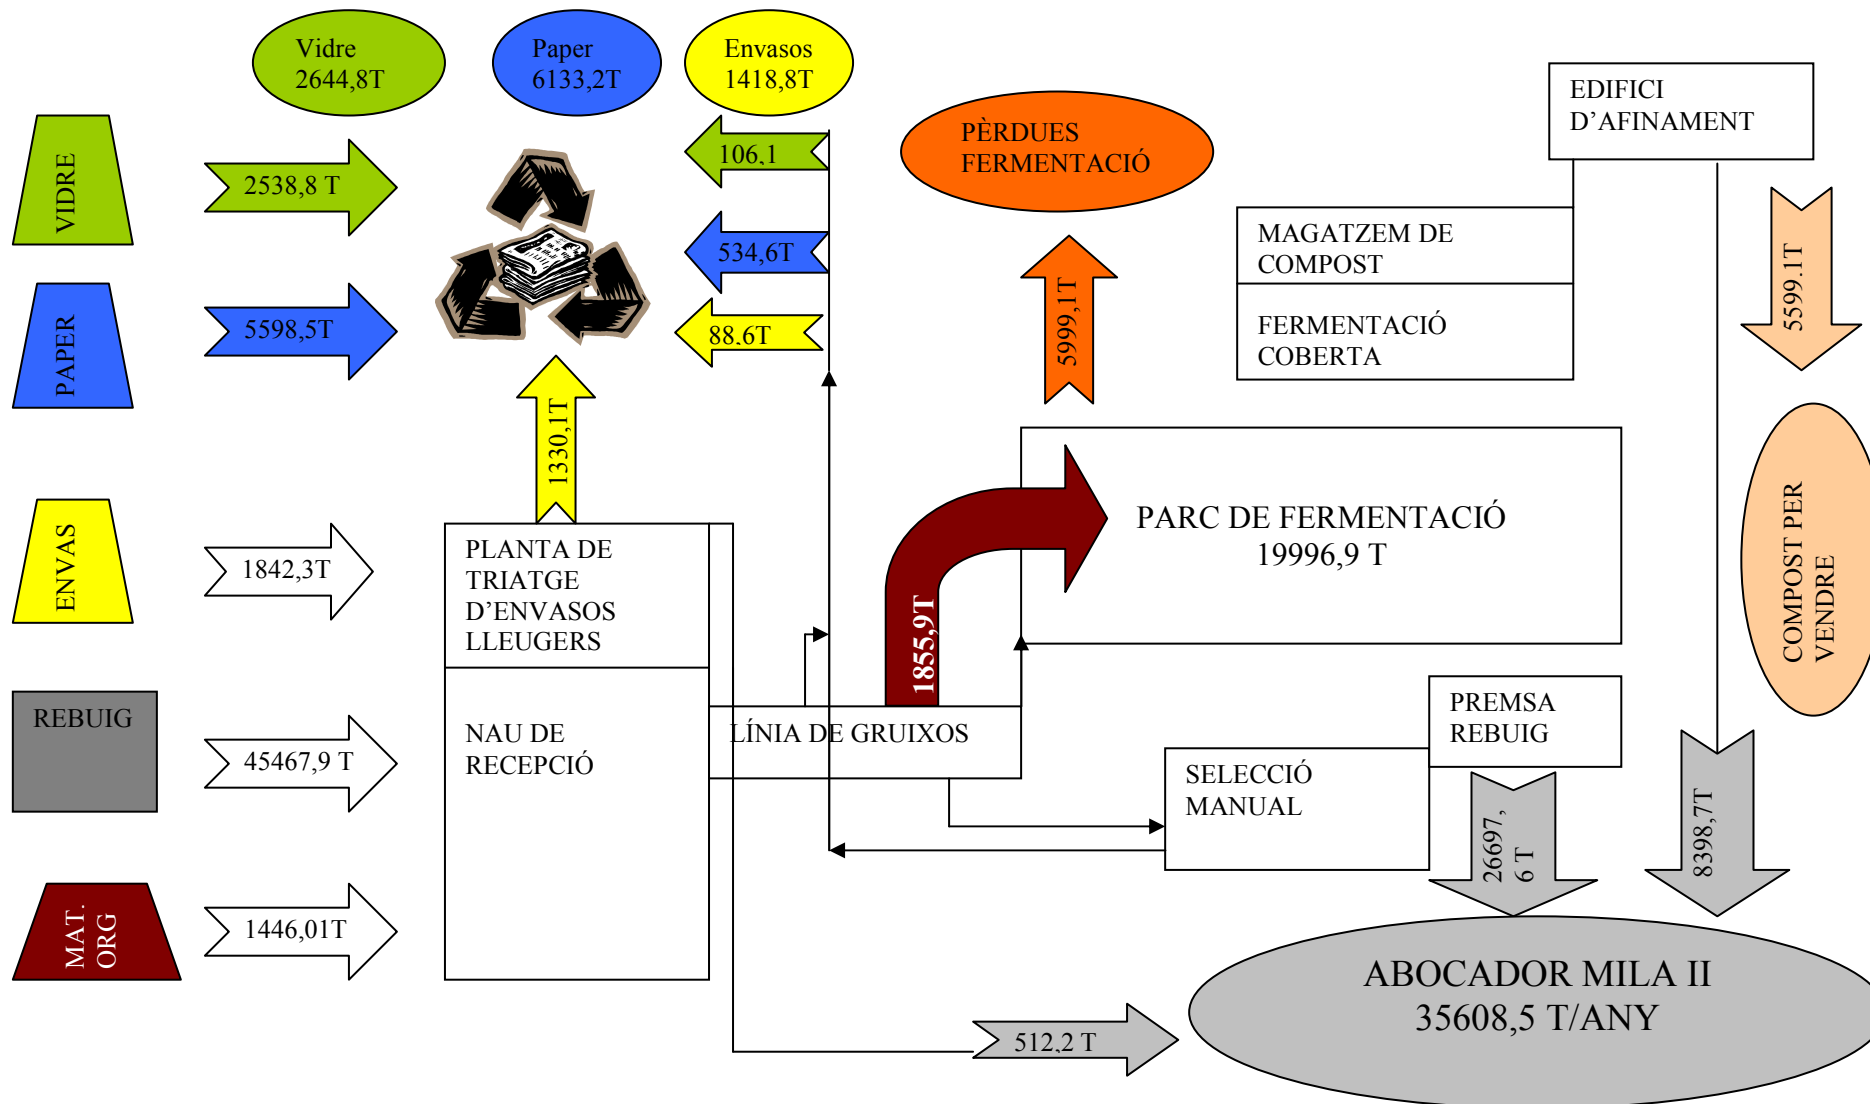 Vidre
2644,8T
Paper
6133,2T
Envasos
1418,8T
EDIFICI
D'AFINAMENT
PÈRDUES
FERMENTACIÓ
VIDRE
2538,8 T
106,1
534,6T
88,6T
MAGATZEM DE
COMPOST
FERMENTACIÓ
COBERTA
5599,1T
5999,1T
PAPER
5598,5T
1330,1T
ENVAS
1842,3T
PLANTA DE
TRIATGE
D'ENVASOS
LLEUGERS
PARC DE FERMENTACIÓ
19996,9 T
COMPOST PER
VENDRE
1855,9T
REBUIG
45467,9 T
NAU DE
RECEPCIÓ
LÍNIA DE GRUIXOS
PREMSA
REBUIG
SELECCIÓ
MANUAL
26697,
6 T
8398,7T
MAT.
ORG
1446,01T
ABOCADOR MILA II
35608,5 T/ANY
512,2 T